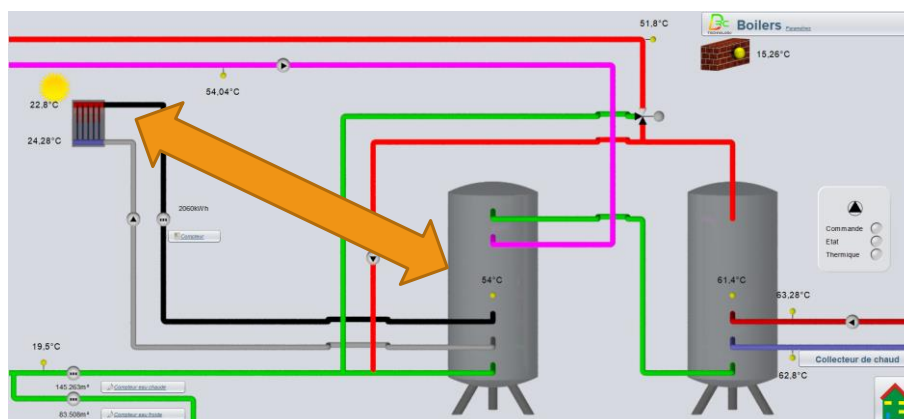 51,8°C
Boilers Paramètres
TECHNOLOGIE
15,26°C
54,04°C
22,8°C
24,28°C
2060kWh
Compteur
Commande
Etat
Thermique
54°C
61,4°C
63,28°C
19,5°C
Collecteur de chaud
62,8°C
145.263m³
Compteur eau chaude
83.506m³
Compteur eau froide